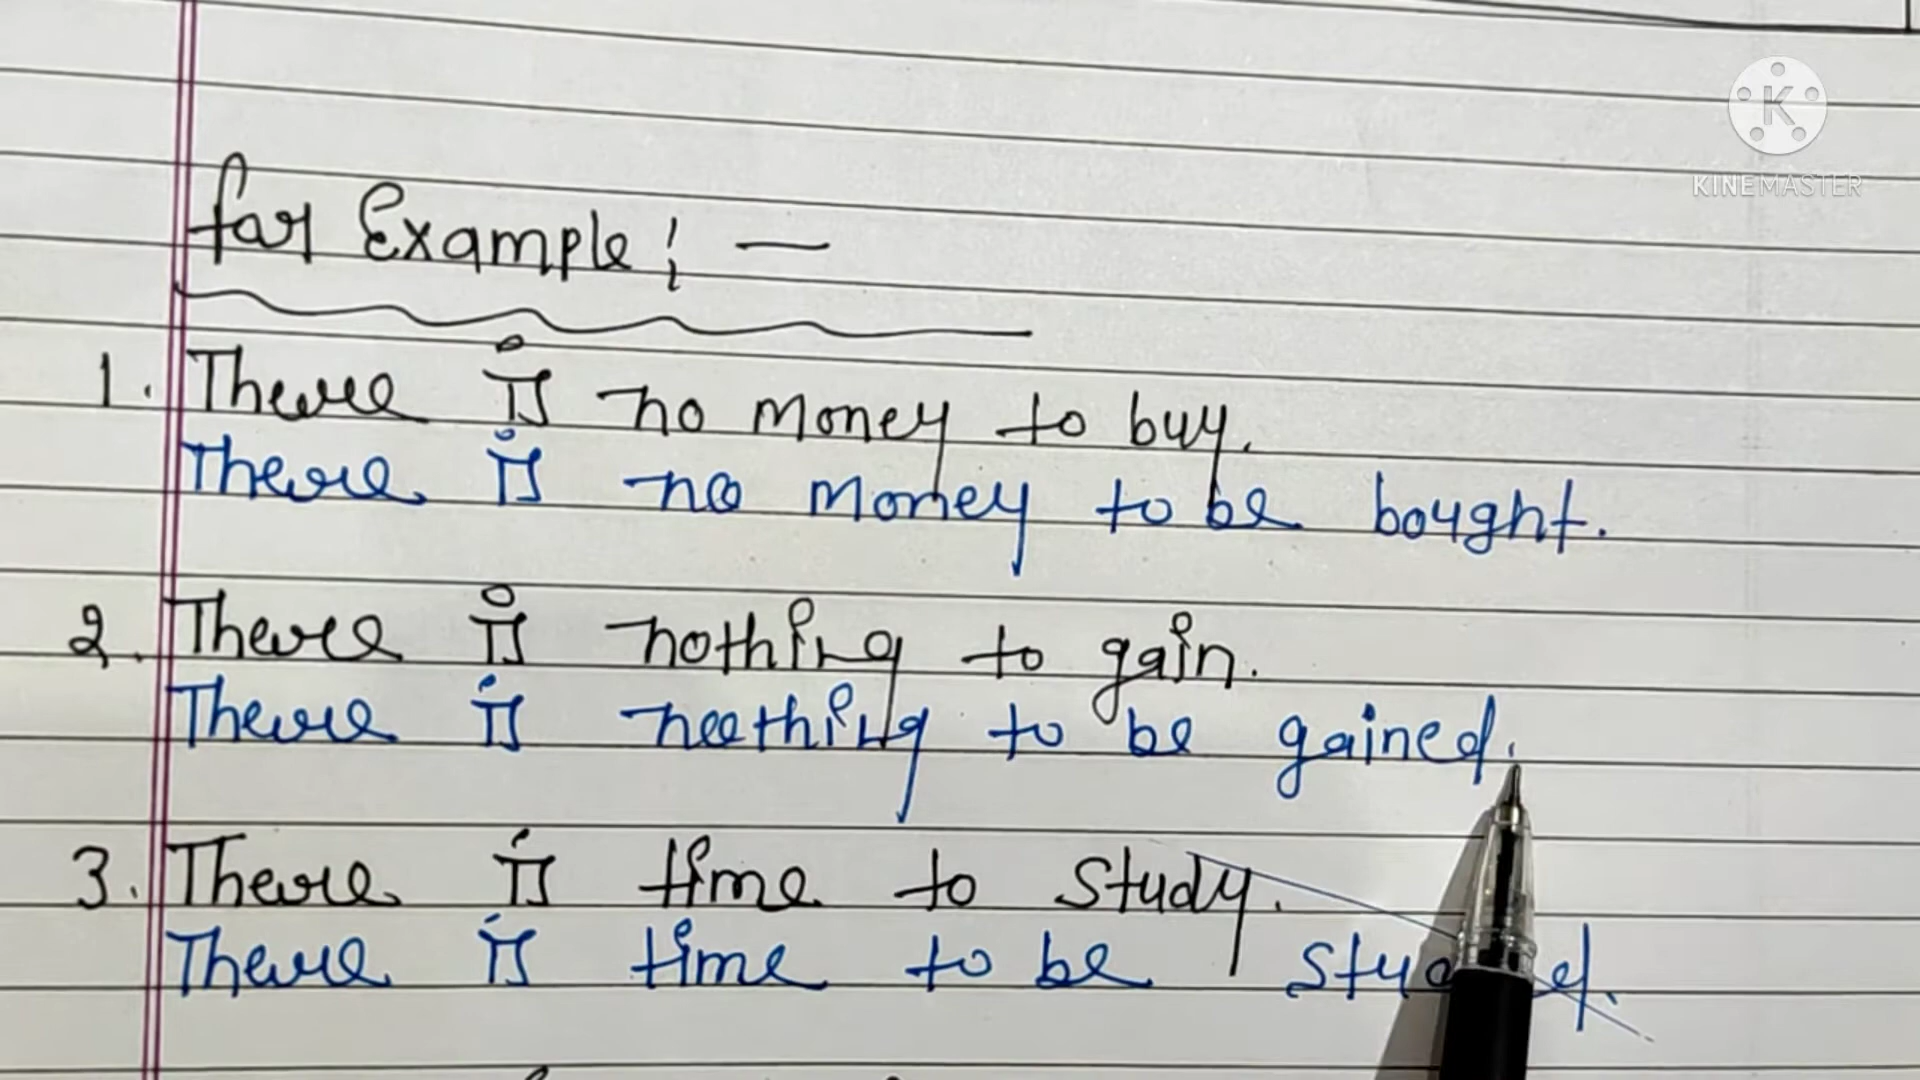 K
KINEMASTER
for Example: —
1. There is no money to buy.
There is no money to be bought.
2. There is nothing to gain.
There is nothing to be gained.
3. There is time to study.
There is time to be